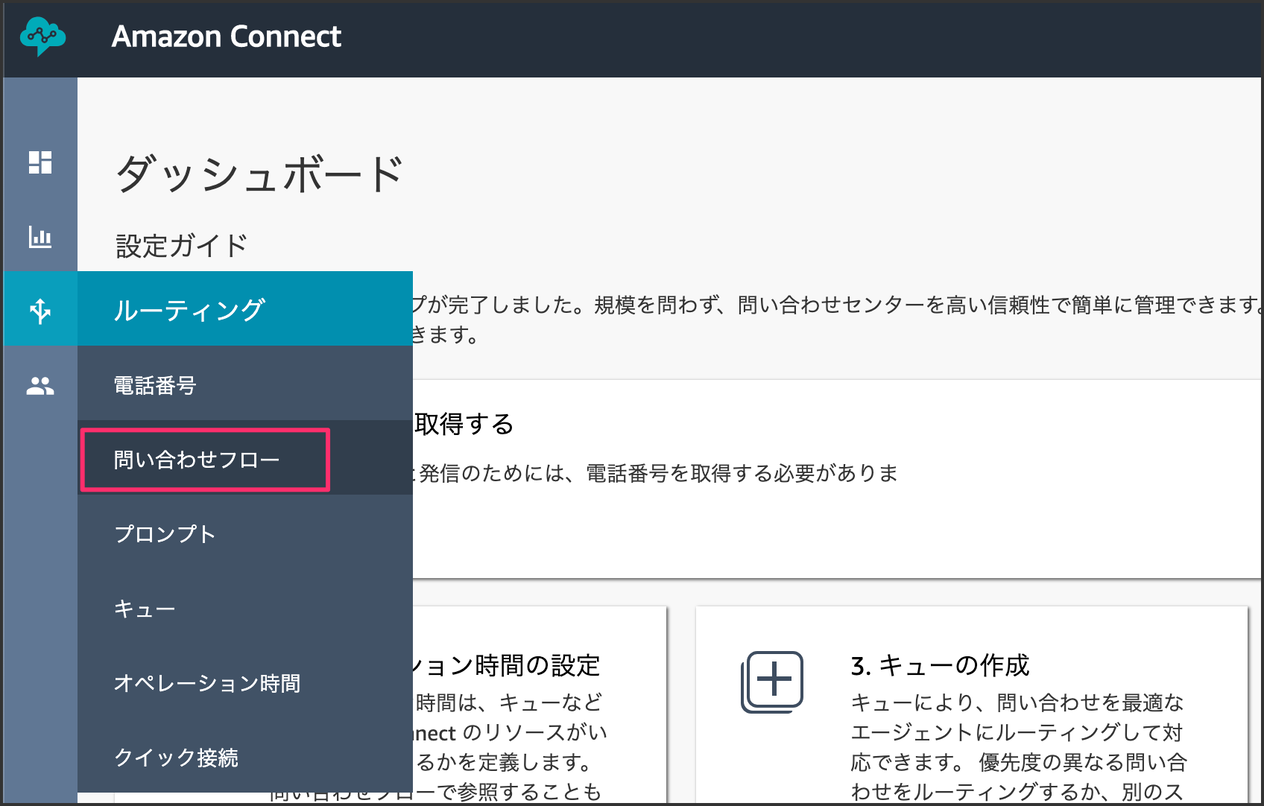 Amazon Connect
ダッシュボード
設定ガイド
ルーティング
プが完了しました。規模を問わず、問い合わせセンターを高い信頼性で簡単に管理できます。
きます。
電話番号
取得する
問い合わせフロー
と発信のためには、電話番号を取得する必要がありま
プロンプト
キュー
オペレーション時間
クイック接続
ション時間の設定
時間は、キューなど
nnect のリソースがい
るかを定義します。
問い合わせフローで参照することも
3. キューの作成
キューにより、問い合わせを最適な
エージェントにルーティングして対
応できます。 優先度の異なる問い合
わせをルーティングするか、別のス